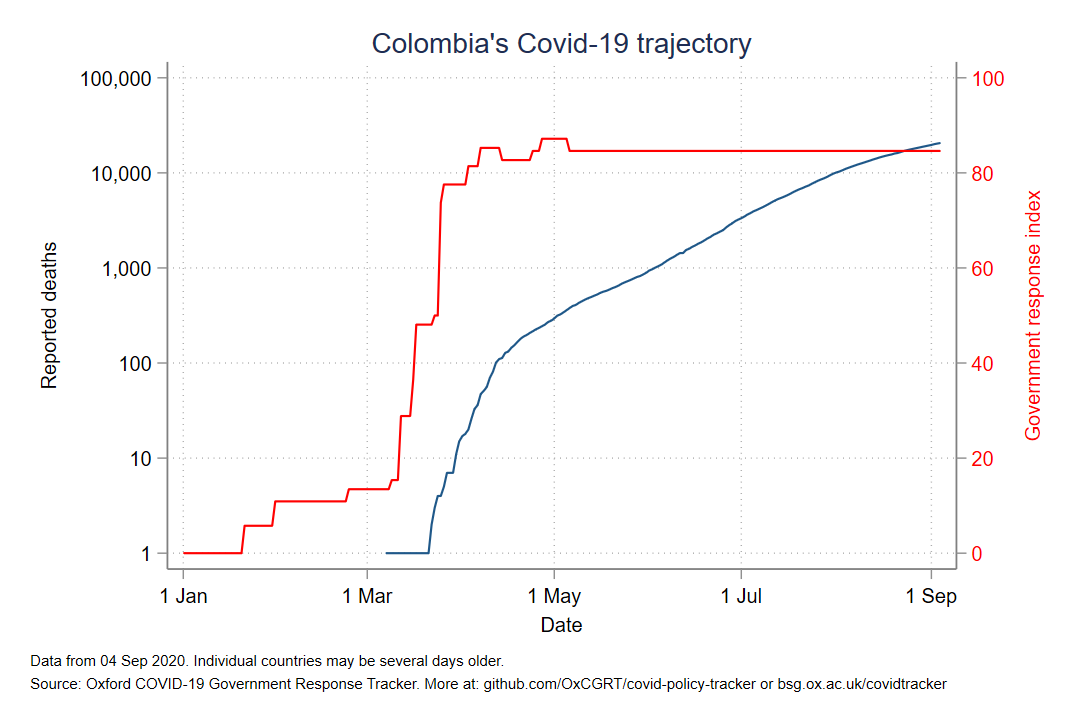 Colombia's Covid-19 trajectory
100,000
10,000
1,000
100
10
1
Reported deaths
100
80
60
40
20
0
Government response index
1 Jan
1 Mar
1 May
1 Jul
1 Sep
Date
Data from 04 Sep 2020. Individual countries may be several days older.
Source: Oxford COVID-19 Government Response Tracker. More at: github.com/OxCGRT/covid-policy-tracker or bsg.ox.ac.uk/covidtracker